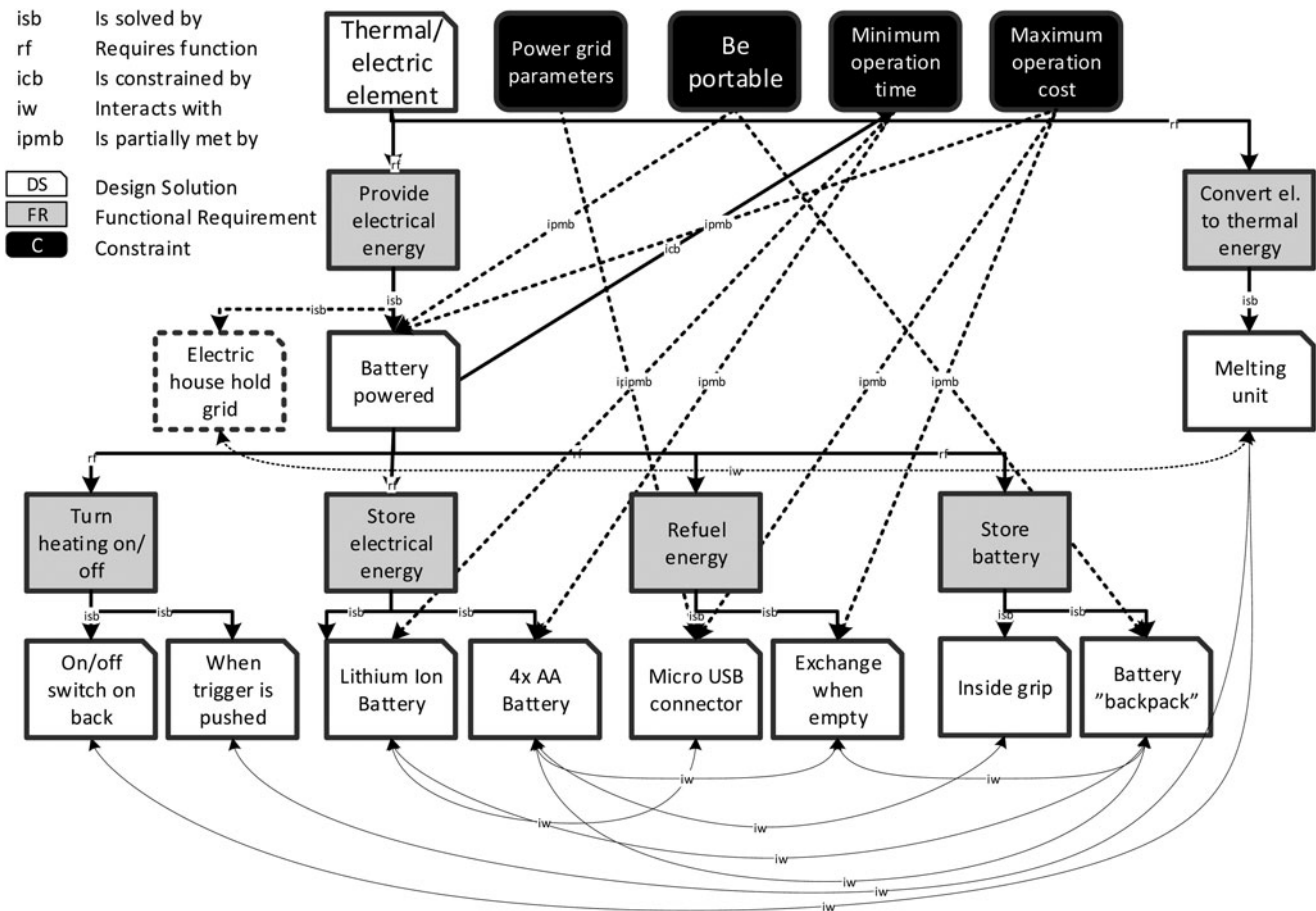 isb Is solved by
rf Requires function
icb Is constrained by
iw Interacts with
ipmb Is partially met by
DS Design Solution
FR Functional Requirement
C Constraint
Thermal/
electric
element
Power grid
parameters
Be
portable
Minimum
operation
time
Maximum
operation
cost
rf
rf
Provide
electrical
energy
Convert el.
to thermal
energy
ipmb
ipmb
icb
isb
isb
isb
Electric
house hold
grid
Battery
powered
ipmb
ipmb
ipmb
ipmb
Melting
unit
rf
rf
rf
iw
rf
Turn
heating on/
off
Store
electrical
energy
Refuel
energy
Store
battery
isb
isb
isb
isb
isb
isb
isb
isb
On/off
switch on
back
When
trigger is
pushed
Lithium Ion
Battery
4x AA
Battery
Micro USB
connector
Exchange
when
empty
Inside grip
Battery
”backpack”
iw
iw
iw
iw
iw
iw
iw
iw